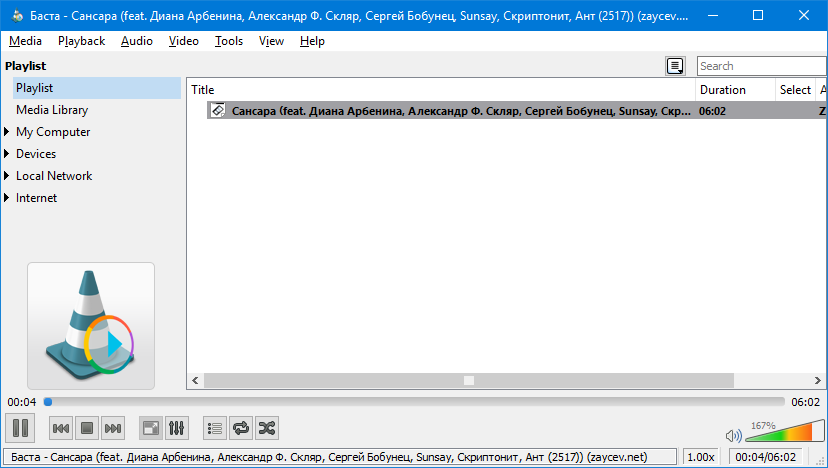 Баста - Сансара (feat. Диана Арбенина, Александр Ф. Скляр, Сергей Бобунец, Sunsay, Скриптонит, Ант (2517)) (zaycev....
Media Playback Audio Video Tools View Help
Playlist
Search
Playlist
Media Library
My Computer
Devices
Local Network
Internet
Title Duration Select A
Сансара (feat. Диана Арбенина, Александр Ф. Скляр, Сергей Бобунец, Sunsay, Скр... 06:02 Z
00:04 06:02
167%
Баста - Сансара (feat. Диана Арбенина, Александр Ф. Скляр, Сергей Бобунец, Sunsay, Скриптонит, Ант (2517)) (zaycev.net) 1.00x 00:04/06:02